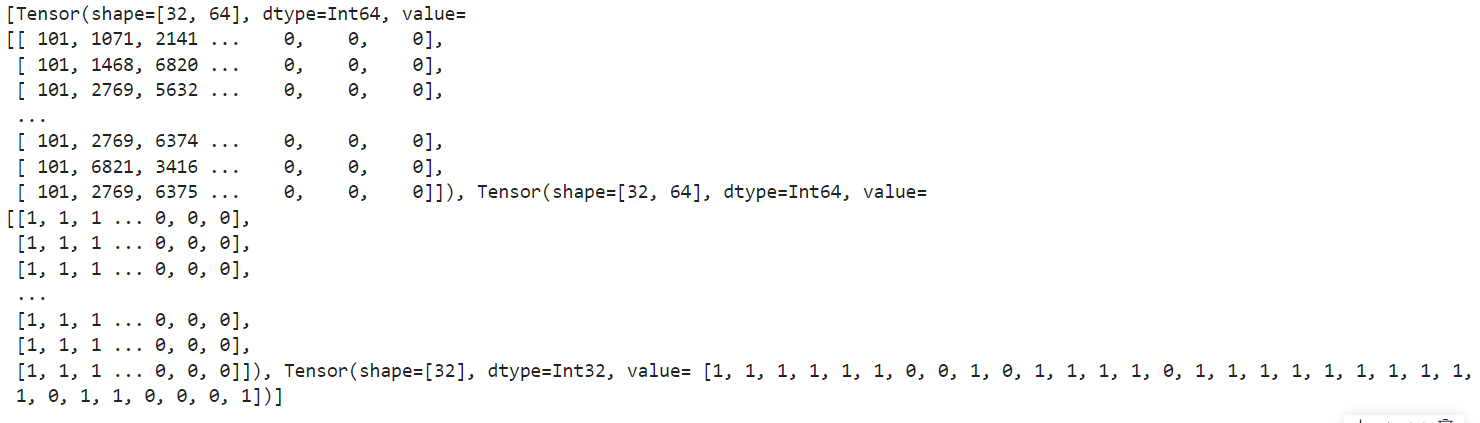 [Tensor(shape=[32, 64], dtype=Int64, value=
[[ 101, 1071, 2141 ...    0,    0,    0],
 [ 101, 1468, 6820 ...    0,    0,    0],
 [ 101, 2769, 5632 ...    0,    0,    0],
 ...
 [ 101, 2769, 6374 ...    0,    0,    0],
 [ 101, 6821, 3416 ...    0,    0,    0],
 [ 101, 2769, 6375 ...    0,    0,    0]]), Tensor(shape=[32, 64], dtype=Int64, value=
[[1, 1, 1 ... 0, 0, 0],
 [1, 1, 1 ... 0, 0, 0],
 [1, 1, 1 ... 0, 0, 0],
 ...
 [1, 1, 1 ... 0, 0, 0],
 [1, 1, 1 ... 0, 0, 0],
 [1, 1, 1 ... 0, 0, 0]]), Tensor(shape=[32], dtype=Int32, value= [1, 1, 1, 1, 1, 1, 0, 0, 1, 0, 1, 1, 1, 1, 0, 1, 1, 1, 1, 1, 1, 1, 1, 1,
 1, 0, 1, 1, 0, 0, 0, 1])]